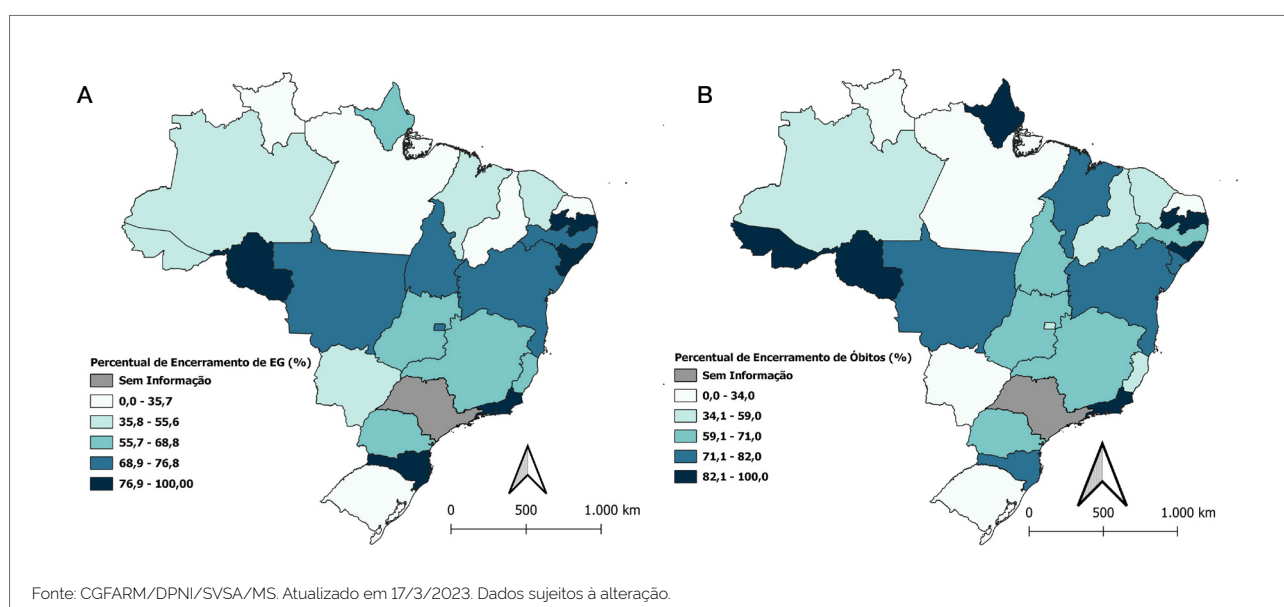 A
Percentual de Encerramento de EG (%)
Sem Informação
0,0 - 35,7
35,8 - 55,6
55,7 - 68,8
68,9 - 76,8
76,9 - 100,00
0 500 1.000 km
B
Percentual de Encerramento de Óbitos (%)
Sem Informação
0,0 - 34,0
34,1 - 59,0
59,1 - 71,0
71,1 - 82,0
82,1 - 100,0
0 500 1.000 km
Fonte: CGFARM/DPNI/SVSA/MS. Atualizado em 17/3/2023. Dados sujeitos à alteração.